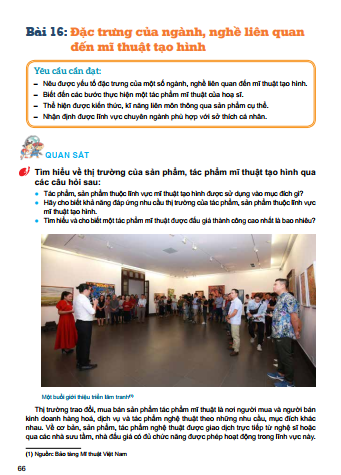 Bài 16: Đặc trưng của ngành, nghề liên quan
đến mĩ thuật tạo hình
Yêu cầu cần đạt:
– Nêu được yếu tố đặc trưng của một số ngành, nghề liên quan đến mĩ thuật tạo hình.
– Biết đến các bước thực hiện một tác phẩm mĩ thuật của hoạ sĩ.
– Thể hiện được kiến thức, kĩ năng liên môn thông qua sản phẩm cụ thể.
– Nhận định được lĩnh vực chuyên ngành phù hợp với sở thích cá nhân.
QUAN SÁT
Tìm hiểu về thị trường của sản phẩm, tác phẩm mĩ thuật tạo hình qua
các câu hỏi sau:
• Tác phẩm, sản phẩm thuộc lĩnh vực mĩ thuật tạo hình được sử dụng vào mục đích gì?
• Hãy cho biết khả năng đáp ứng nhu cầu thị trường của tác phẩm, sản phẩm thuộc lĩnh vực
mĩ thuật tạo hình.
• Tìm hiểu và cho biết một tác phẩm mĩ thuật được đấu giá thành công cao nhất là bao nhiêu?
Một buổi giới thiệu triển lãm tranh(1)
Thị trường trao đổi, mua bán sản phẩm tác phẩm mĩ thuật là nơi người mua và người bán
kinh doanh hàng hoá, dịch vụ và tác phẩm nghệ thuật theo những nhu cầu, mục đích khác
nhau. Về cơ bản, sản phẩm, tác phẩm nghệ thuật được giao dịch trực tiếp từ nghệ sĩ hoặc
qua các nhà sưu tầm, nhà đấu giá có đủ chức năng được phép hoạt động trong lĩnh vực này.
(1) Nguồn: Bảo tàng Mĩ thuật Việt Nam
66